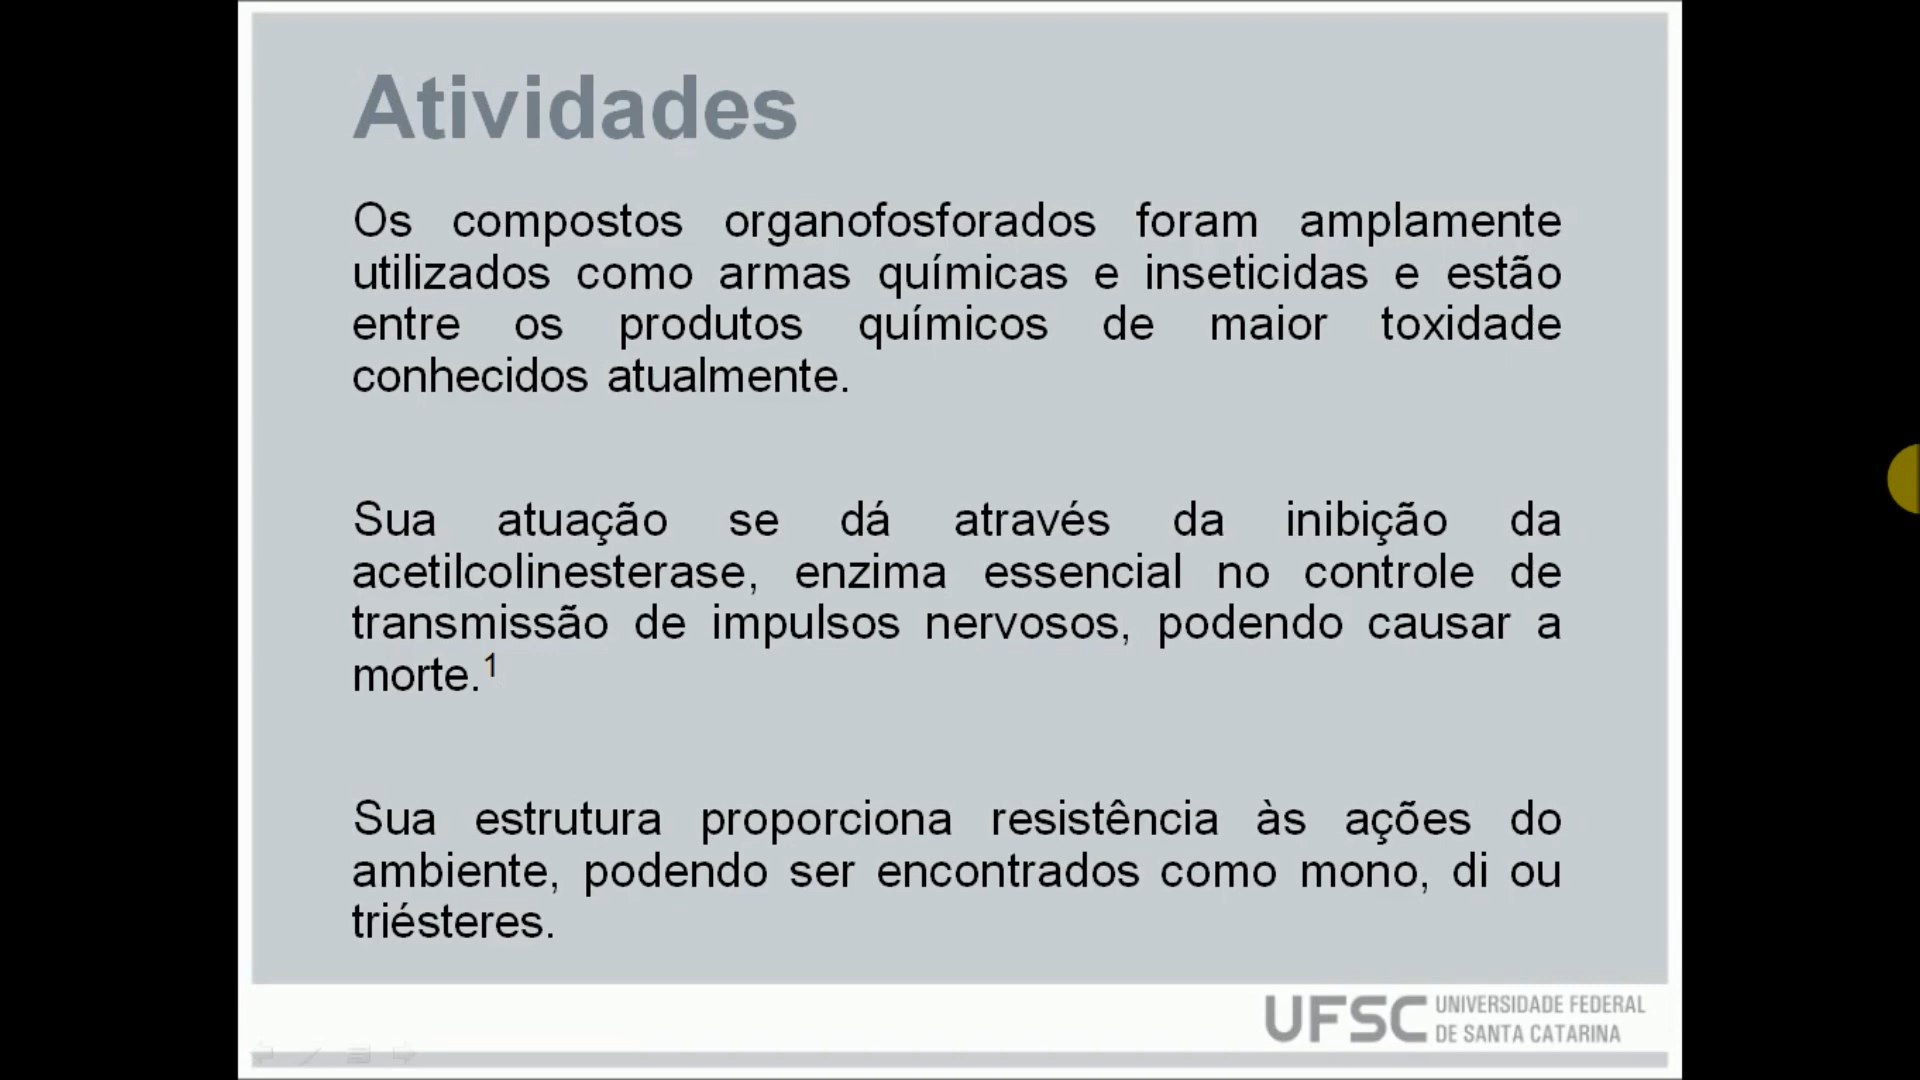 Atividades
Os compostos organofosforados foram amplamente
utilizados como armas químicas e inseticidas e estão
entre os produtos químicos de maior toxidade
conhecidos atualmente.
Sua atuação se dá através da inibição da
acetilcolinesterase, enzima essencial no controle de
transmissão de impulsos nervosos, podendo causar a
morte.¹
Sua estrutura proporciona resistência às ações do
ambiente, podendo ser encontrados como mono, di ou
triésteres.
UFSC UNIVERSIDADE FEDERAL
DE SANTA CATARINA